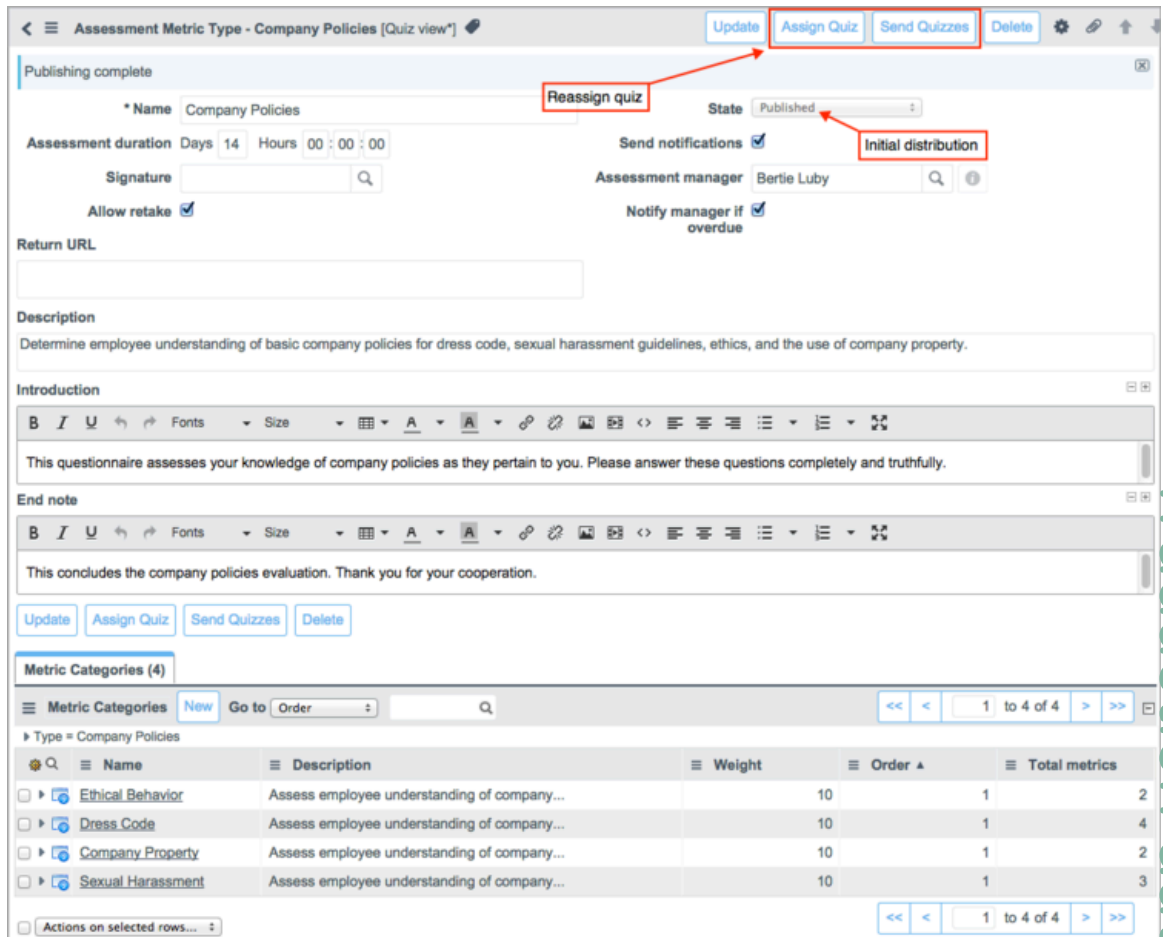 Assessment Metric Type - Company Policies [Quiz view*] Update Assign Quiz Send Quizzes Delete
Publishing complete
Reassign quiz
* Name Company Policies State Published
Assessment duration Days 14 Hours 00 : 00 : 00 Send notifications Initial distribution
Signature Assessment manager Bertie Luby
Allow retake Notify manager if
overdue
Return URL
Description
Determine employee understanding of basic company policies for dress code, sexual harassment guidelines, ethics, and the use of company property.
Introduction
B I U Fonts Size A A
This questionnaire assesses your knowledge of company policies as they pertain to you. Please answer these questions completely and truthfully.
End note
B I U Fonts Size A A
This concludes the company policies evaluation. Thank you for your cooperation.
Update Assign Quiz Send Quizzes Delete
Metric Categories (4)
Metric Categories New Go to Order << < 1 to 4 of 4 > >>
Type = Company Policies
Name Description Weight Order Total metrics
Ethical Behavior Assess employee understanding of company... 10 1 2
Dress Code Assess employee understanding of company... 10 1 4
Company Property Assess employee understanding of company... 10 1 2
Sexual Harassment Assess employee understanding of company... 10 1 3
Actions on selected rows... << < 1 to 4 of 4 > >>